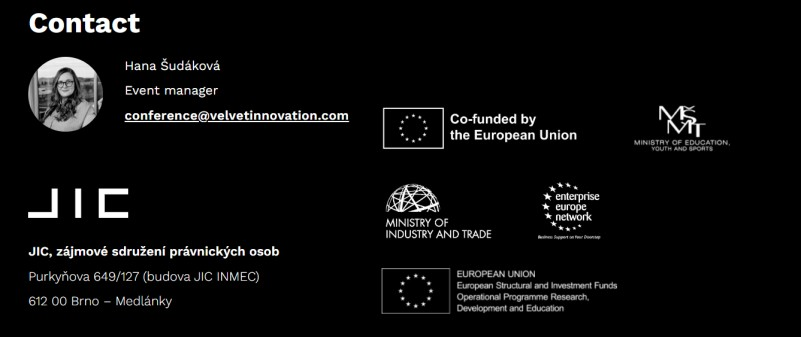 Contact
Hana Šudáková
Event manager
conference@velvetinnovation.com
JIC
JIC, zájmové sdružení právnických osob
Purkyňova 649/127 (budova JIC INMEC)
612 00 Brno – Medlánky
Co-funded by
the European Union
MŠMT
MINISTRY OF EDUCATION,
YOUTH AND SPORTS
MINISTRY OF
INDUSTRY AND TRADE
enterprise
europe
network
Business Support on Your Doorstep
EUROPEAN UNION
European Structural and Investment Funds
Operational Programme Research,
Development and Education